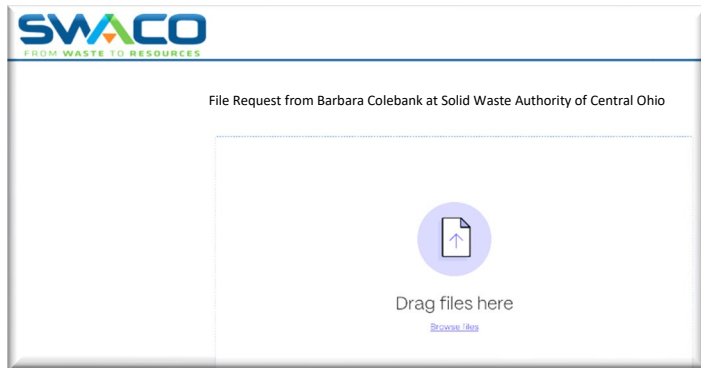 SWACO
FROM WASTE TO RESOURCES
File Request from Barbara Colebank at Solid Waste Authority of Central Ohio
Drag files here
Browse files